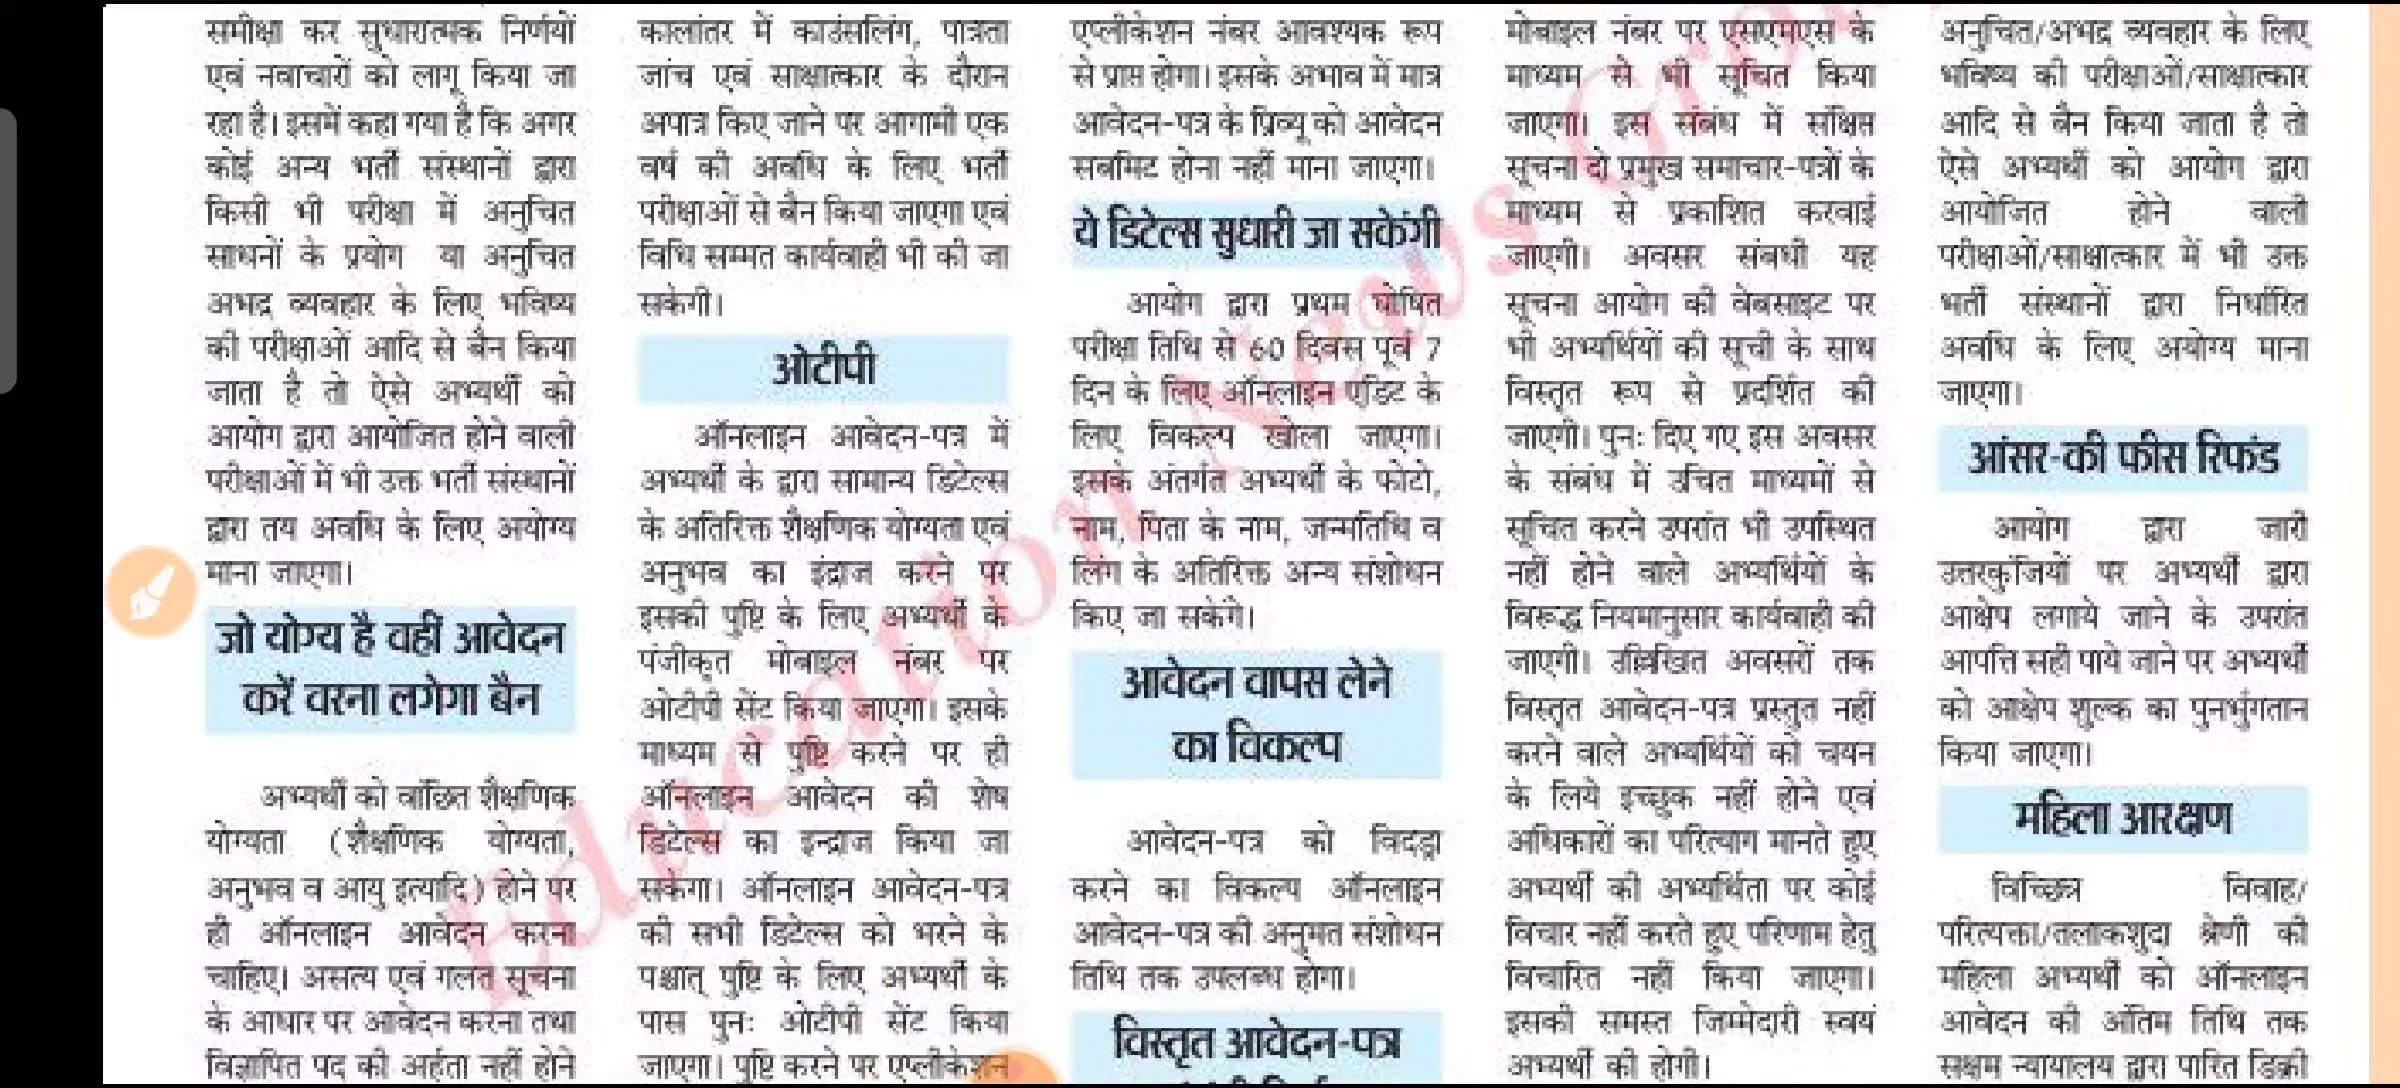 समीक्षा कर सुधारात्मक निर्णयों
एवं नवाचारों को लागू किया जा
रहा है। इसमें कहा गया है कि अगर
कोई अन्य भर्ती संस्थानों द्वारा
किसी भी परीक्षा में अनुचित
साधनों के प्रयोग या अनुचित
अभद्र व्यवहार के लिए भविष्य
की परीक्षाओं आदि से बैन किया
जाता है तो ऐसे अभ्यर्थी को
आयोग द्वारा आयोजित होने वाली
परीक्षाओं में भी उक्त भर्ती संस्थानों
द्वारा तय अवधि के लिए अयोग्य
माना जाएगा।
जो योग्य है वहीं आवेदन
करें वरना लगेगा बैन
अभ्यर्थी को वांछित शैक्षणिक
योग्यता (शैक्षणिक योग्यता,
अनुभव व आयु इत्यादि) होने पर
ही ऑनलाइन आवेदन करना
चाहिए। असत्य एवं गलत सूचना
के आधार पर आवेदन करना तथा
विज्ञापित पद की अर्हता नहीं होने
कालांतर में काउंसलिंग, पात्रता
जांच एवं साक्षात्कार के दौरान
अपात्र किए जाने पर आगामी एक
वर्ष की अवधि के लिए भर्ती
परीक्षाओं से बैन किया जाएगा एवं
विधि सम्मत कार्यवाही भी की जा
सकेगी।
ओटीपी
ऑनलाइन आवेदन-पत्र में
अभ्यर्थी के द्वारा सामान्य डिटेल्स
के अतिरिक्त शैक्षणिक योग्यता एवं
अनुभव का इंद्राज करने पर
इसकी पुष्टि के लिए अभ्यर्थी के
पंजीकृत मोबाइल नंबर पर
ओटीपी सेंट किया जाएगा। इसके
माध्यम से पुष्टि करने पर ही
ऑनलाइन आवेदन की शेष
डिटेल्स का इन्द्राज किया जा
सकेगा। ऑनलाइन आवेदन-पत्र
की सभी डिटेल्स को भरने के
पश्चात् पुष्टि के लिए अभ्यर्थी के
पास पुनः ओटीपी सेंट किया
जाएगा। पुष्टि करने पर एप्लीकेशन
एप्लीकेशन नंबर आवश्यक रूप
से प्राप्त होगा। इसके अभाव में मात्र
आवेदन-पत्र के प्रिव्यू को आवेदन
सबमिट होना नहीं माना जाएगा।
ये डिटेल्स सुधारी जा सकेंगी
आयोग द्वारा प्रथम घोषित
परीक्षा तिथि से 60 दिवस पूर्व 7
दिन के लिए ऑनलाइन एडिट के
लिए विकल्प खोला जाएगा।
इसके अंतर्गत अभ्यर्थी के फोटो,
नाम, पिता के नाम, जन्मतिथि व
लिंग के अतिरिक्त अन्य संशोधन
किए जा सकेंगे।
आवेदन वापस लेने
का विकल्प
आवेदन-पत्र को विदड्रा
करने का विकल्प ऑनलाइन
आवेदन-पत्र की अनुमत संशोधन
तिथि तक उपलब्ध होगा।
विस्तृत आवेदन-पत्र
मोबाइल नंबर पर एसएमएस के
माध्यम से भी सूचित किया
जाएगा। इस संबंध में संक्षिप्त
सूचना दो प्रमुख समाचार-पत्रों के
माध्यम से प्रकाशित करवाई
जाएगी। अवसर संबधी यह
सूचना आयोग की वेबसाइट पर
भी अभ्यर्थियों की सूची के साथ
विस्तृत रूप से प्रदर्शित की
जाएगी। पुनः दिए गए इस अवसर
के संबंध में उचित माध्यमों से
सूचित करने उपरांत भी उपस्थित
नहीं होने वाले अभ्यर्थियों के
विरूद्ध नियमानुसार कार्यवाही की
जाएगी। उल्लिखित अवसरों तक
विस्तृत आवेदन-पत्र प्रस्तुत नहीं
करने वाले अभ्यर्थियों को चयन
के लिये इच्छुक नहीं होने एवं
अधिकारों का परित्याग मानते हुए
अभ्यर्थी की अभ्यर्थिता पर कोई
विचार नहीं करते हुए परिणाम हेतु
विचारित नहीं किया जाएगा।
इसकी समस्त जिम्मेदारी स्वयं
अभ्यर्थी की होगी।
अनुचित/अभद्र व्यवहार के लिए
भविष्य की परीक्षाओं/साक्षात्कार
आदि से बैन किया जाता है तो
ऐसे अभ्यर्थी को आयोग द्वारा
आयोजित होने वाली
परीक्षाओं/साक्षात्कार में भी उक्त
भर्ती संस्थानों द्वारा निर्धारित
अवधि के लिए अयोग्य माना
जाएगा।
आंसर-की फीस रिफंड
आयोग द्वारा जारी
उत्तरकुंजियों पर अभ्यर्थी द्वारा
आक्षेप लगाये जाने के उपरांत
आपत्ति सही पाये जाने पर अभ्यर्थी
को आक्षेप शुल्क का पुनर्भुगतान
किया जाएगा।
महिला आरक्षण
विच्छिन्न विवाह/
परित्यक्ता/तलाकशुदा श्रेणी की
महिला अभ्यर्थी को ऑनलाइन
आवेदन की अंतिम तिथि तक
सक्षम न्यायालय द्वारा पारित डिक्री
Education News